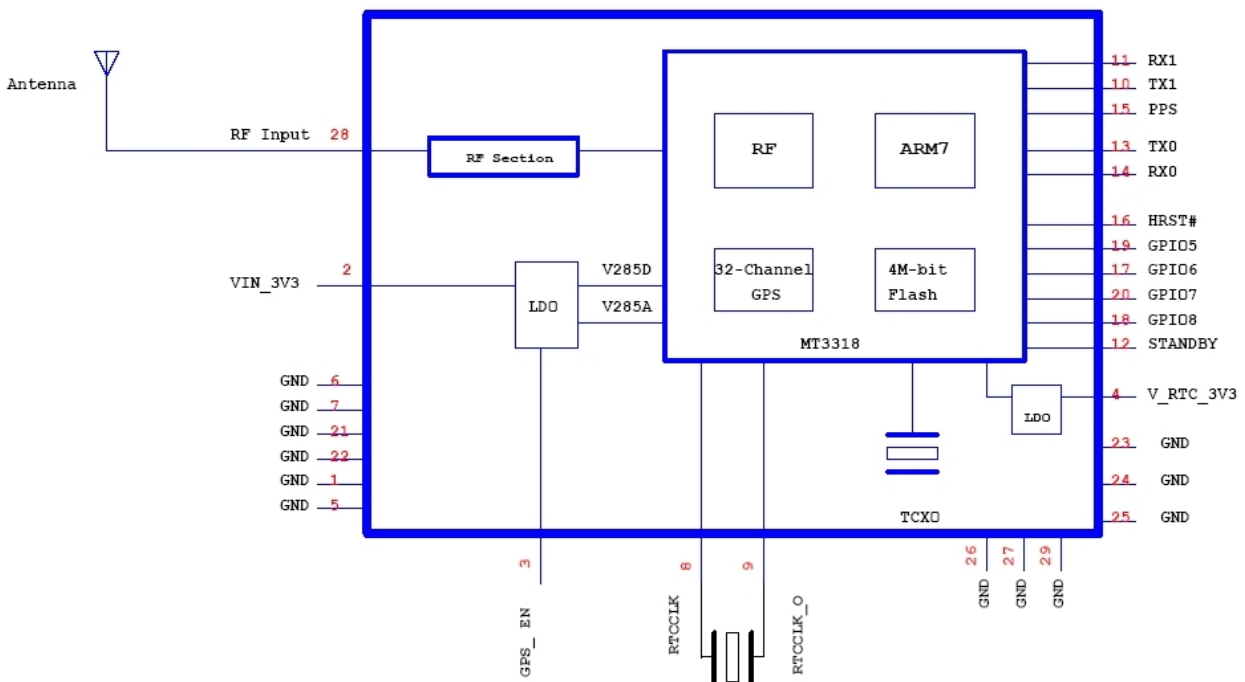 Antenna
RF Input 28
RF Section
VIN_3V3 2
LDO
V285D
V285A
RF
ARM7
32-Channel
GPS
4M-bit
Flash
MT3318
11 RX1
10 TX1
15 PPS
13 TX0
14 RX0
16 HRST#
19 GPIO5
17 GPIO6
20 GPIO7
18 GPIO8
12 STANDBY
4 V_RTC_3V3
LDO
23 GND
24 GND
25 GND
TCXO
GND 6
GND 7
GND 21
GND 22
GND 1
GND 5
3
GPS_ EN
8
RTCCLK
9
RTCCLK_O
26
GND
27
GND
29
GND